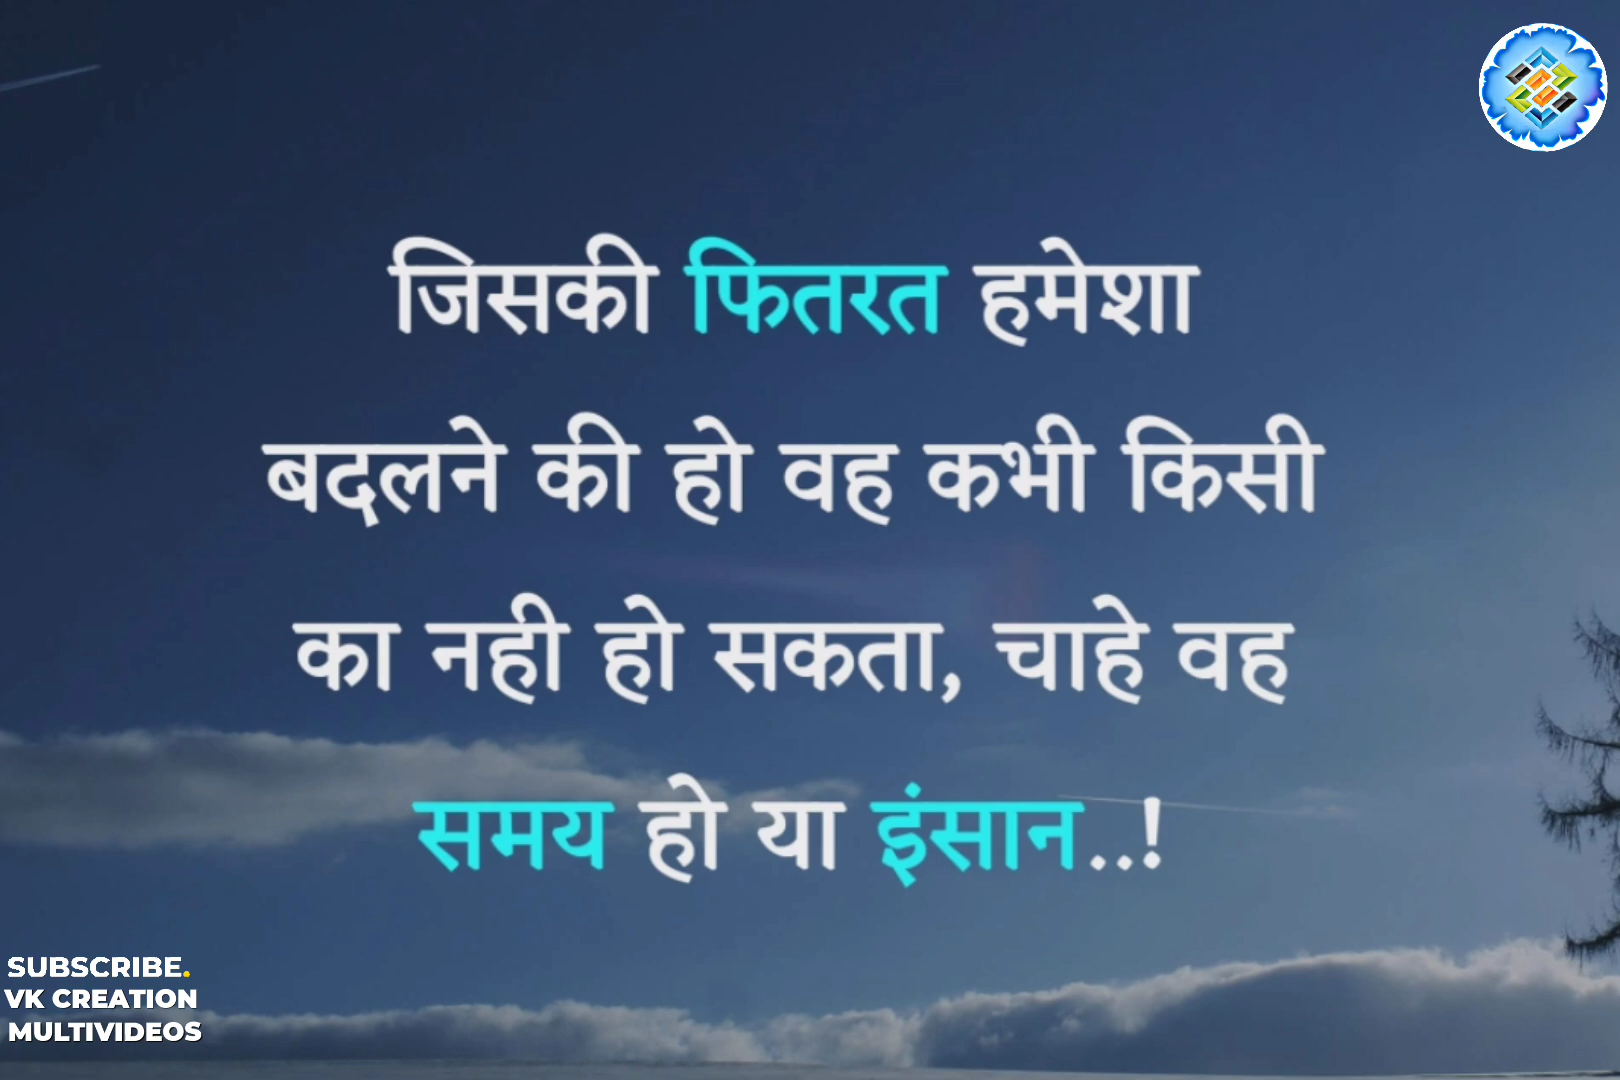 जिसकी फितरत हमेशा
बदलने की हो वह कभी किसी
का नही हो सकता, चाहे वह
समय हो या इंसान..!
SUBSCRIBE.
VK CREATION
MULTIVIDEOS